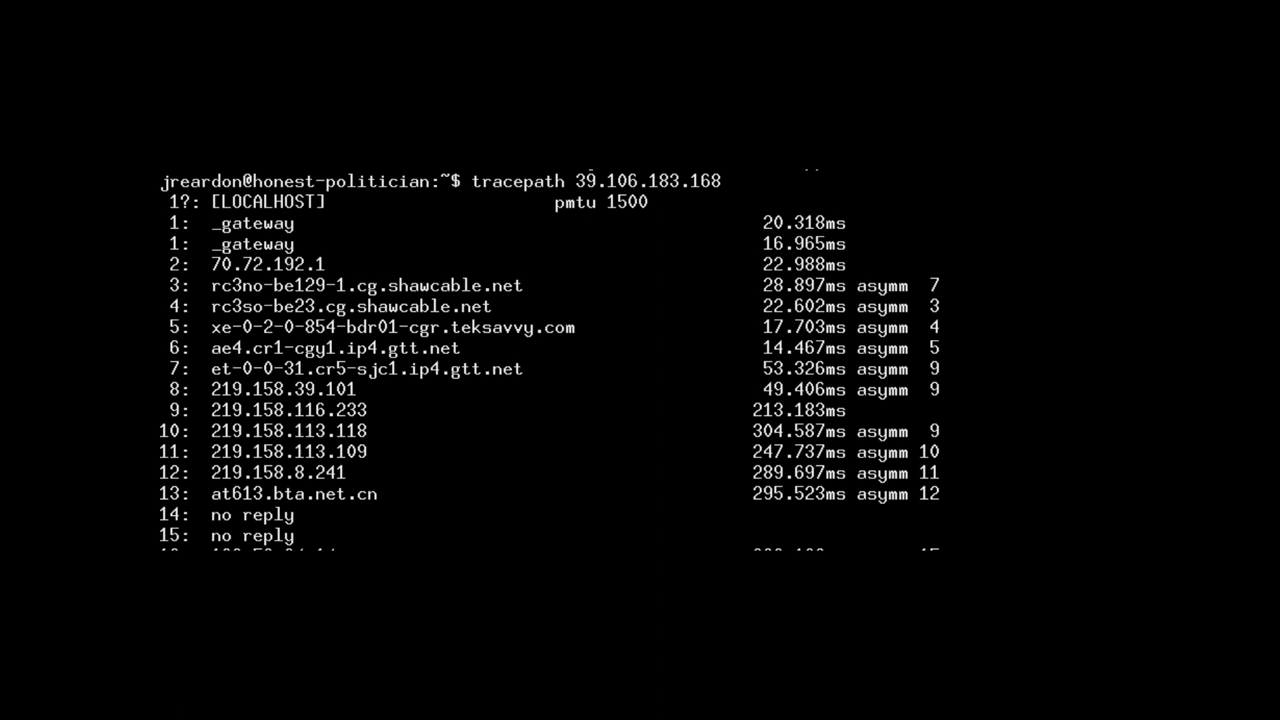 jreardon@honest-politician:~$ tracepath 39.106.183.168
1?: [LOCALHOST] pmtu 1500
1: _gateway 20.318ms
1: _gateway 16.965ms
2: 70.72.192.1 22.988ms
3: rc3no-be129-1.cg.shawcable.net 28.897ms asymm 7
4: rc3so-be23.cg.shawcable.net 22.602ms asymm 3
5: xe-0-2-0-854-bdr01-cgr.teksavvy.com 17.703ms asymm 4
6: ae4.cr1-cgy1.ip4.gtt.net 14.467ms asymm 5
7: et-0-0-31.cr5-sjc1.ip4.gtt.net 53.326ms asymm 9
8: 219.158.39.101 49.406ms asymm 9
9: 219.158.116.233 213.183ms
10: 219.158.113.118 304.587ms asymm 9
11: 219.158.113.109 247.737ms asymm 10
12: 219.158.8.241 289.697ms asymm 11
13: at613.bta.net.cn 295.523ms asymm 12
14: no reply
15: no reply